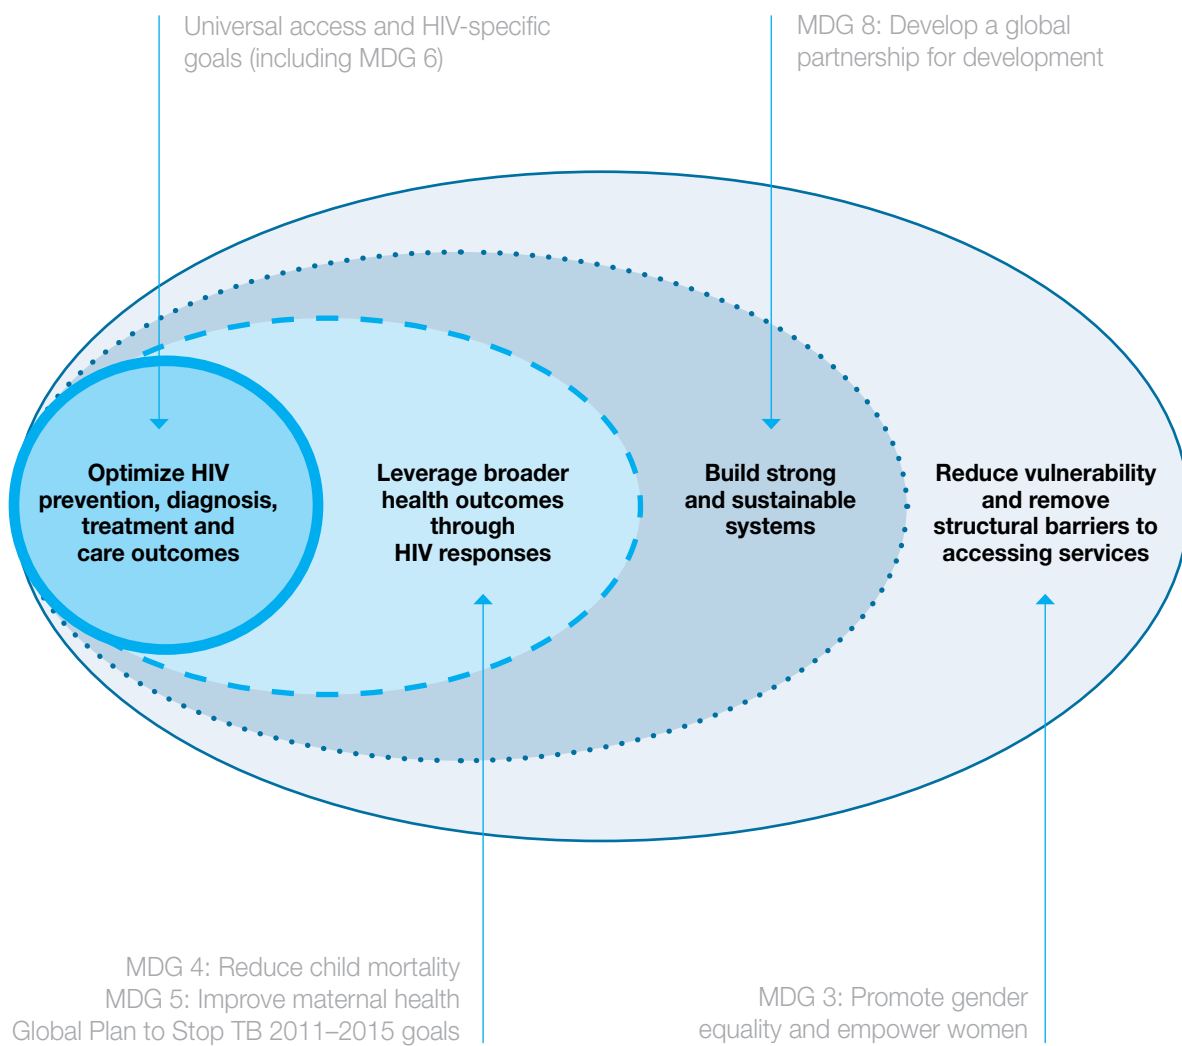 Universal access and HIV-specific
goals (including MDG 6)
MDG 8: Develop a global
partnership for development
Optimize HIV
prevention, diagnosis,
treatment and
care outcomes
Leverage broader
health outcomes
through
HIV responses
Build strong
and sustainable
systems
Reduce vulnerability
and remove
structural barriers to
accessing services
MDG 4: Reduce child mortality
MDG 5: Improve maternal health
Global Plan to Stop TB 2011–2015 goals
MDG 3: Promote gender
equality and empower women